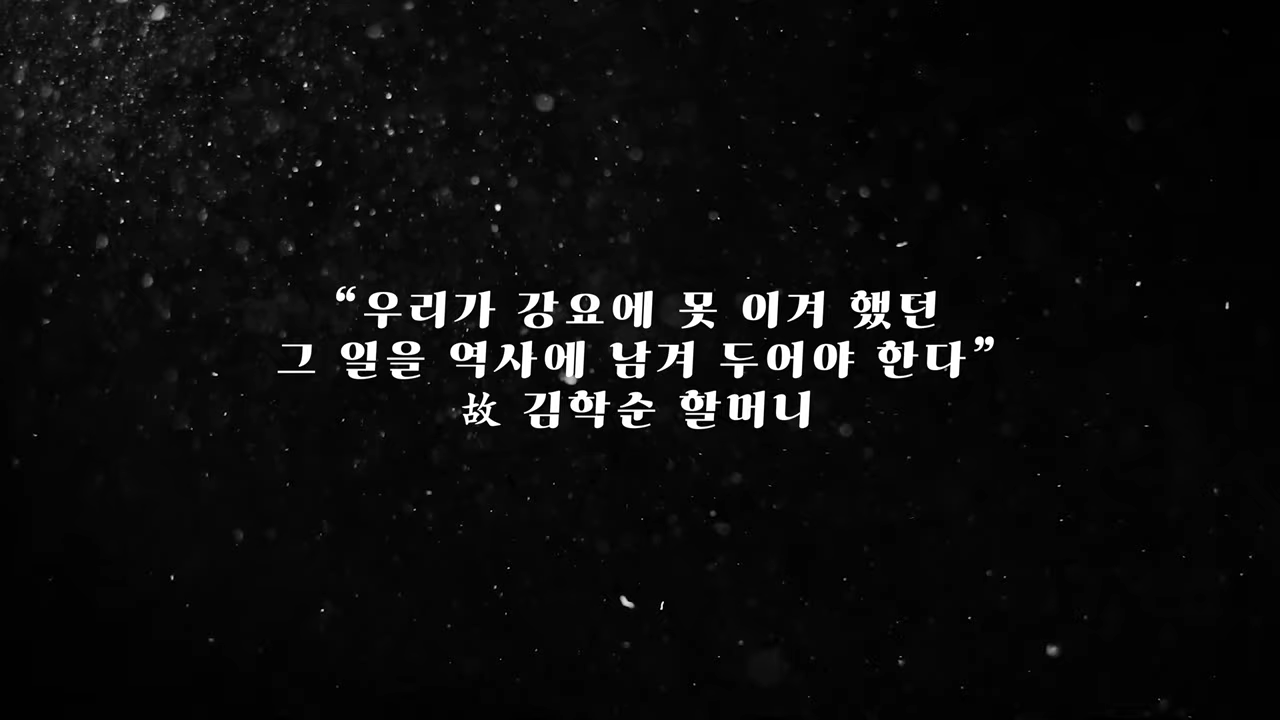 “우리가 강요에 못 이겨 했던
그 일을 역사에 남겨 두어야 한다”
故 김학순 할머니